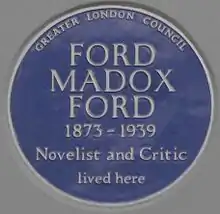 GREATER LONDON COUNCIL
FORD
MADOX
FORD
1873-1939
Novelist and Critic
lived here